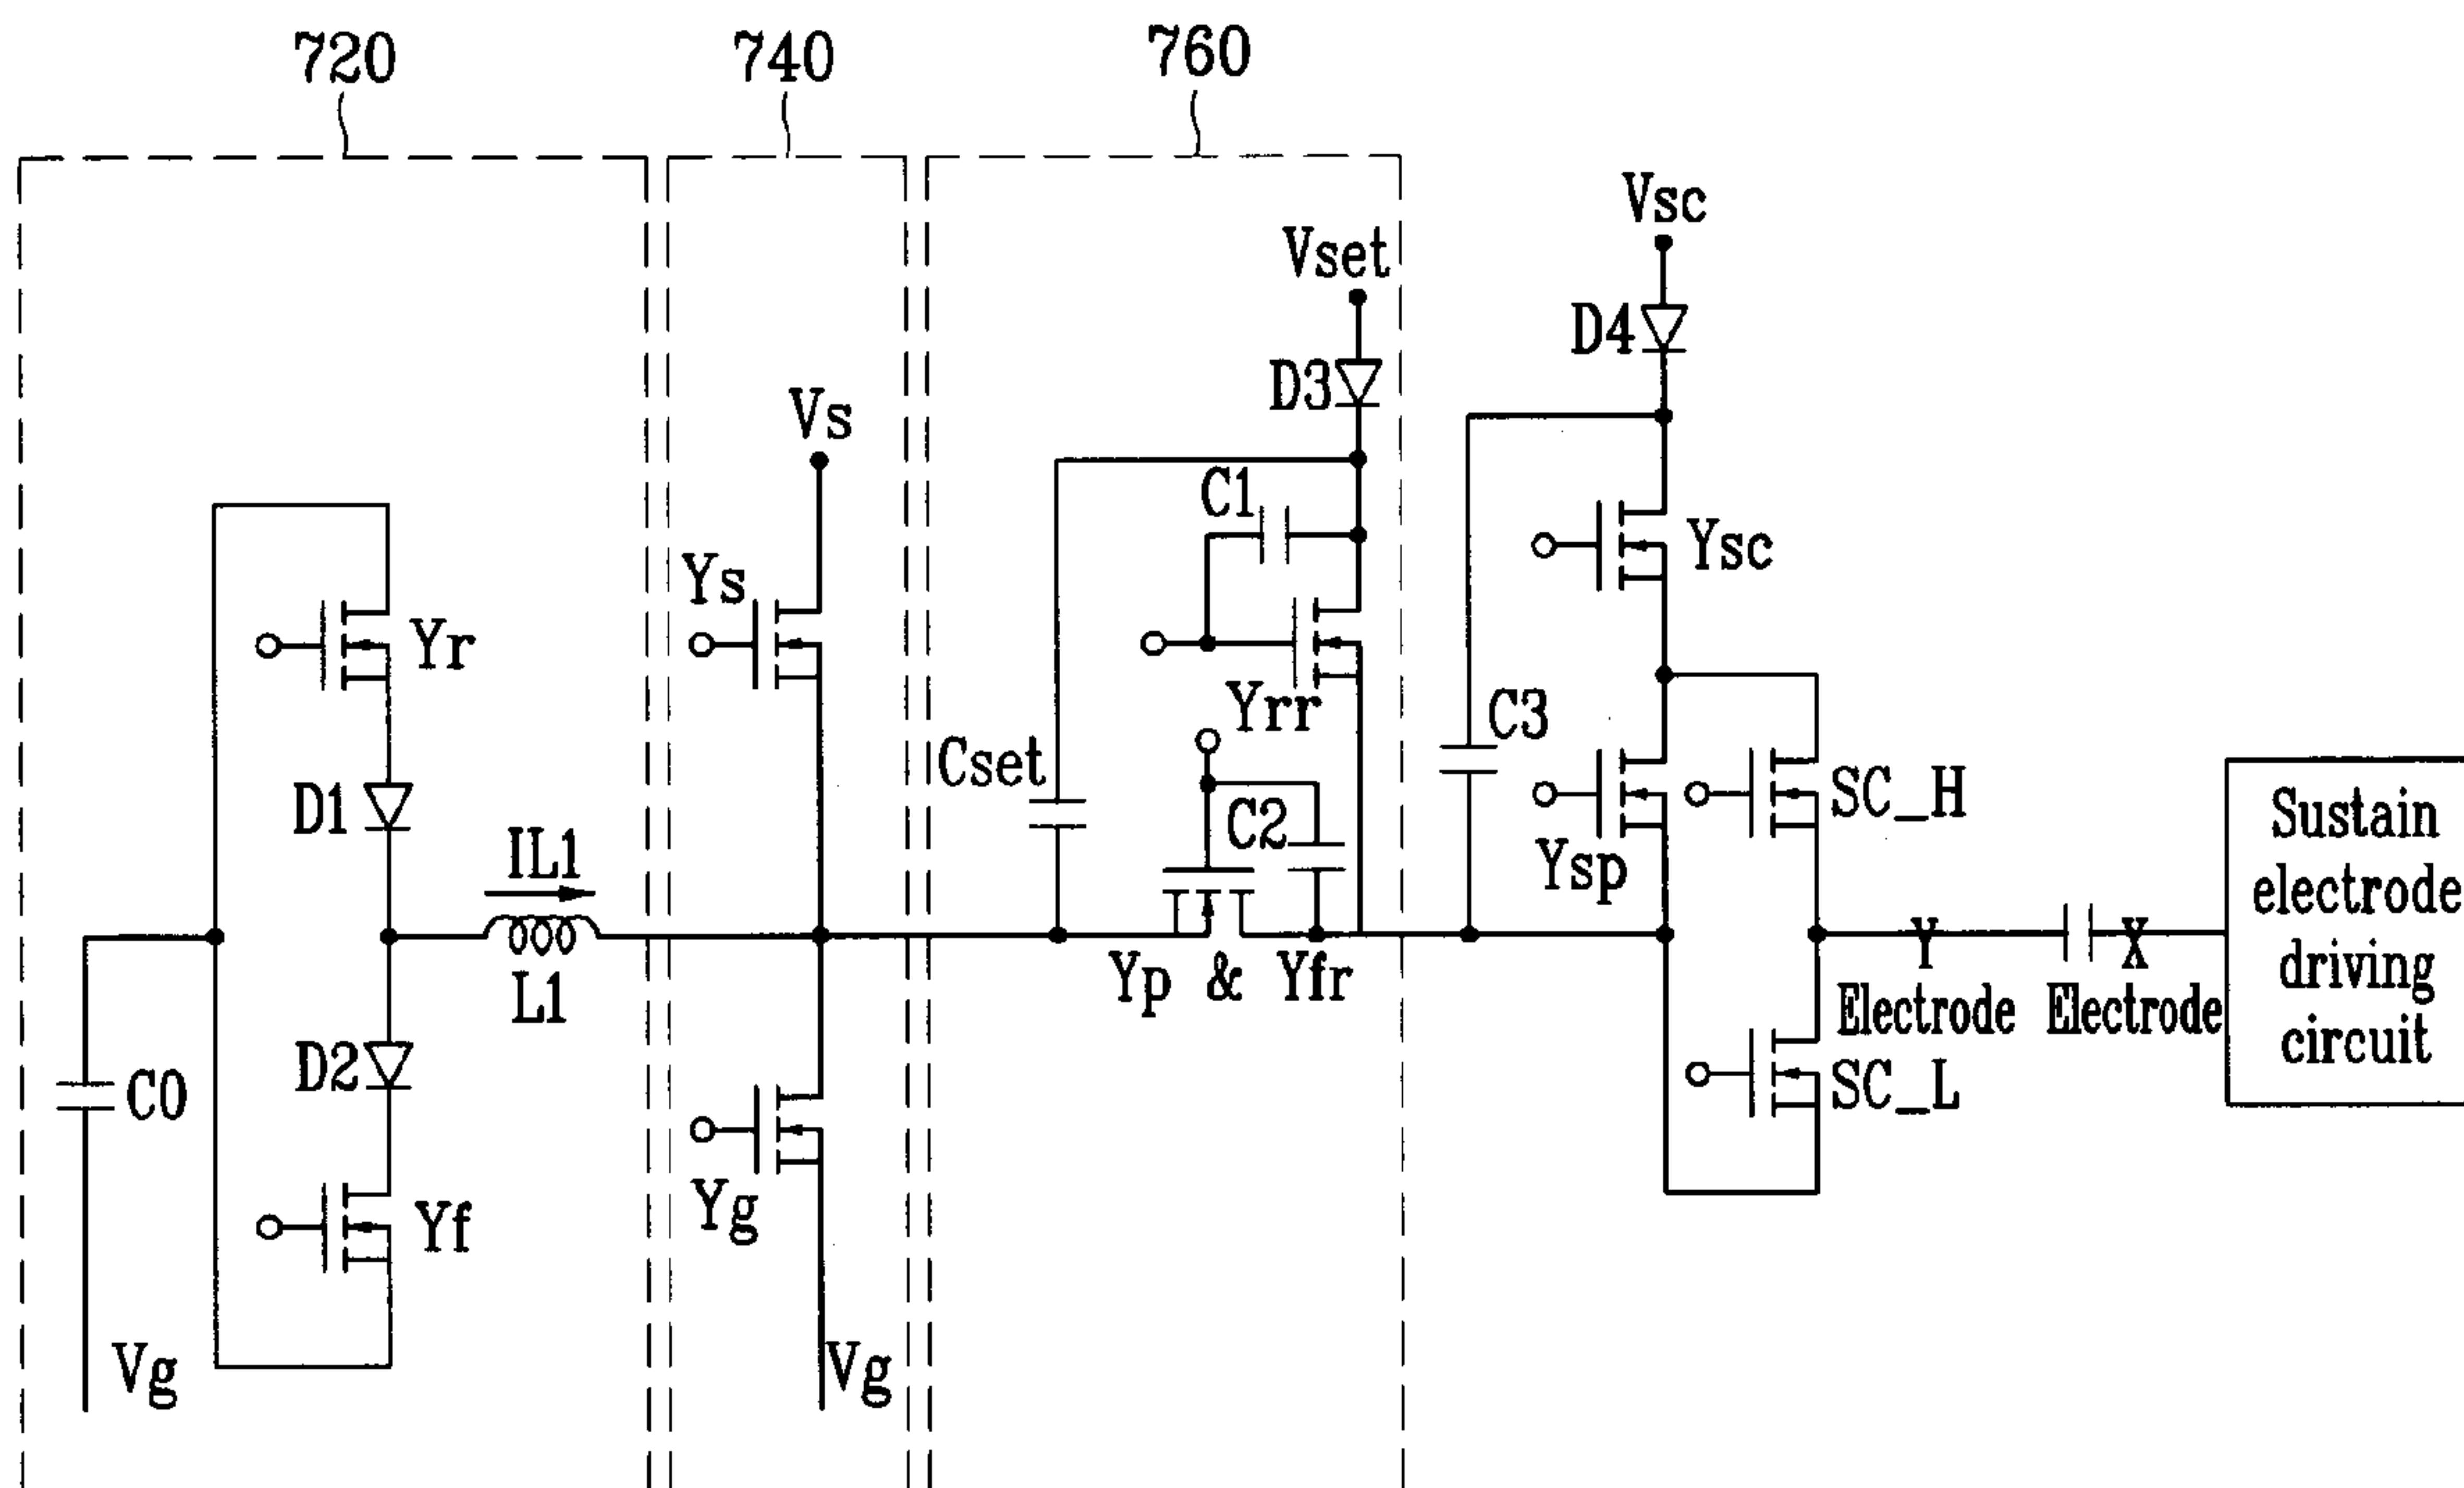 720
740
760
Vsc
Vset
D4
D3
Vs
C1
Ysc
Ys
Yr
Yrr
C3
Cset
SC_H
D1
C2
Ysp
IL1
Sustain
electrode
driving
circuit
L1
Yp & Yfr
Y
X
Electrode
Electrode
D2
C0
SC_L
Yg
Yf
Vg
Vg